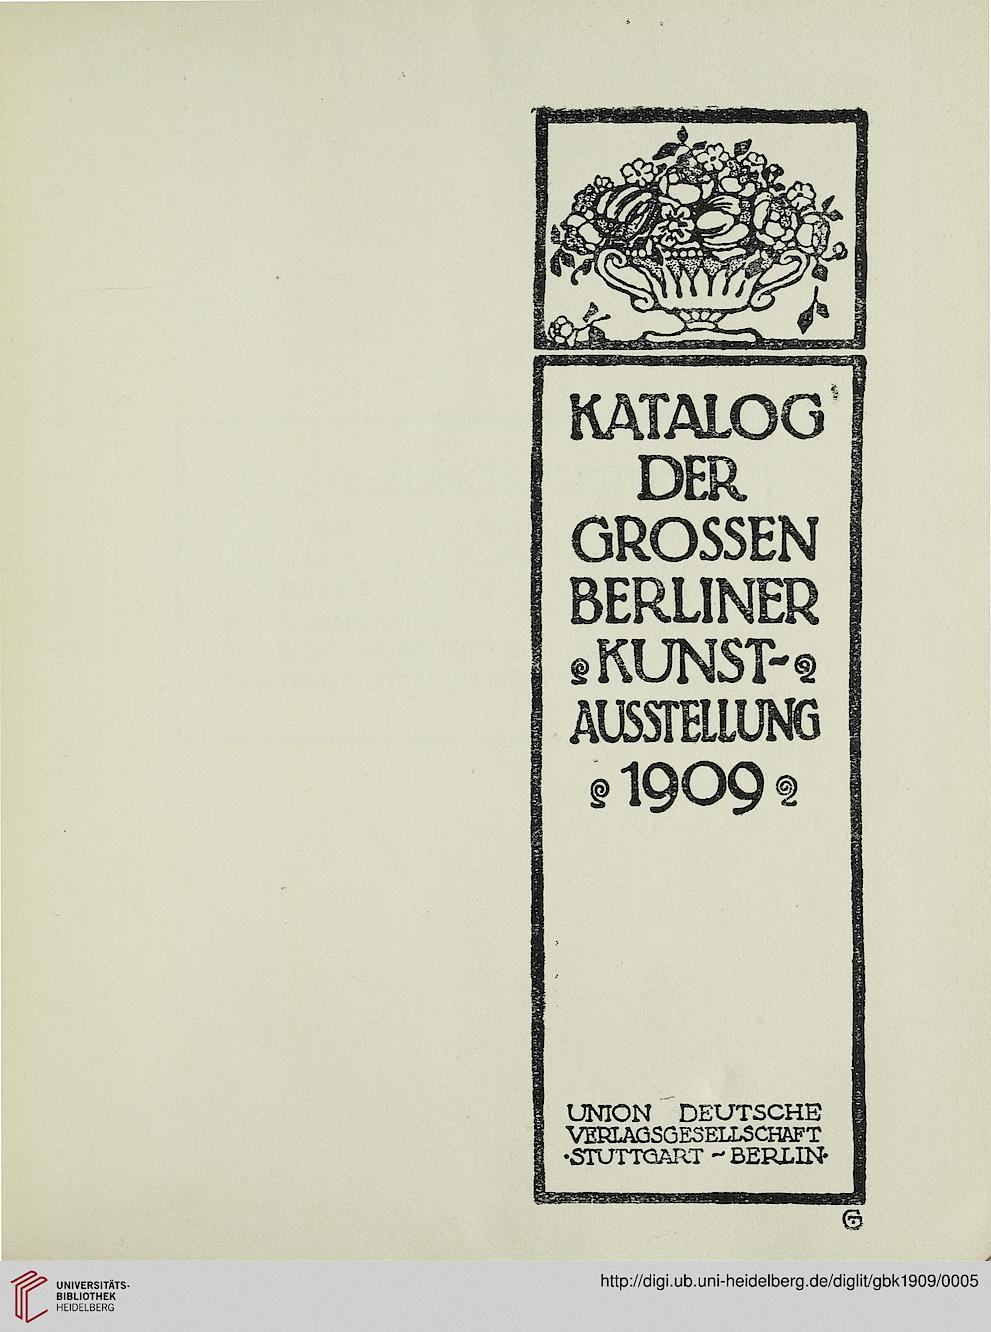 KATALOG
DER
GROSSEN
BERLINER
KUNST-
AUSSTELLUNG
1909
UNION DEUTSCHE
VERLAGSGESELLSCHAFT
·STUTTGART - BERLIN·
G
UNIVERSITÄTS-
BIBLIOTHEK
HEIDELBERG
http://digi.ub.uni-heidelberg.de/diglit/gbk1909/0005